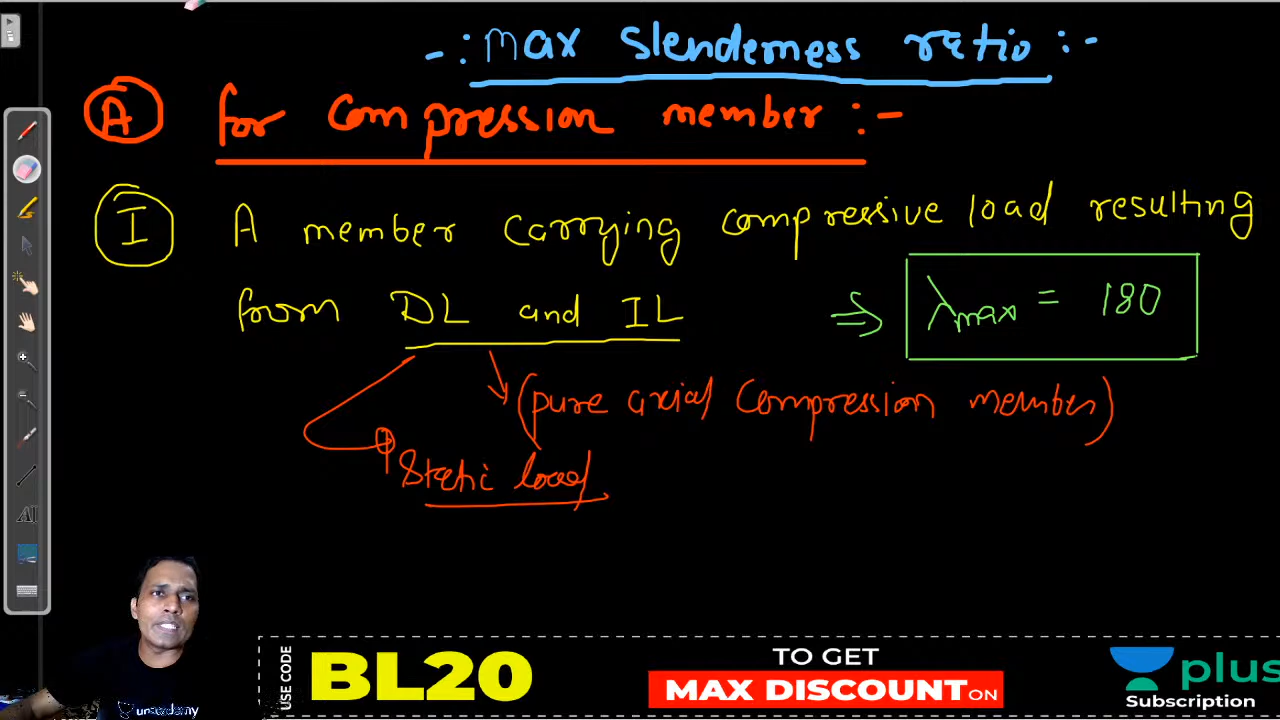 -: Max slenderness ratio :-
A for compression member :-
I A member carrying compressive load resulting
from DL and IL ⇒ λmax = 180
(pure axial compression member)
Static load
unacademy
USE CODE
BL20
TO GET
MAX DISCOUNT ON
plus
Subscription